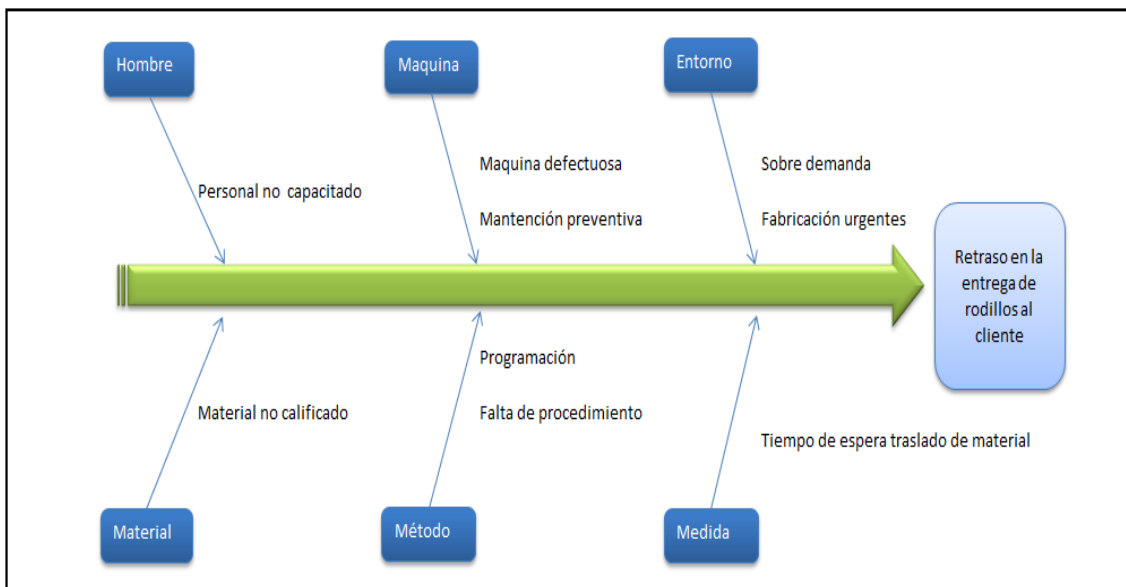 Hombre
Maquina
Entorno
Maquina defectuosa
Sobre demanda
Personal no capacitado
Mantención preventiva
Fabricación urgentes
Retraso en la
entrega de
rodillos al
cliente
Programación
Material no calificado
Falta de procedimiento
Tiempo de espera traslado de material
Material
Método
Medida